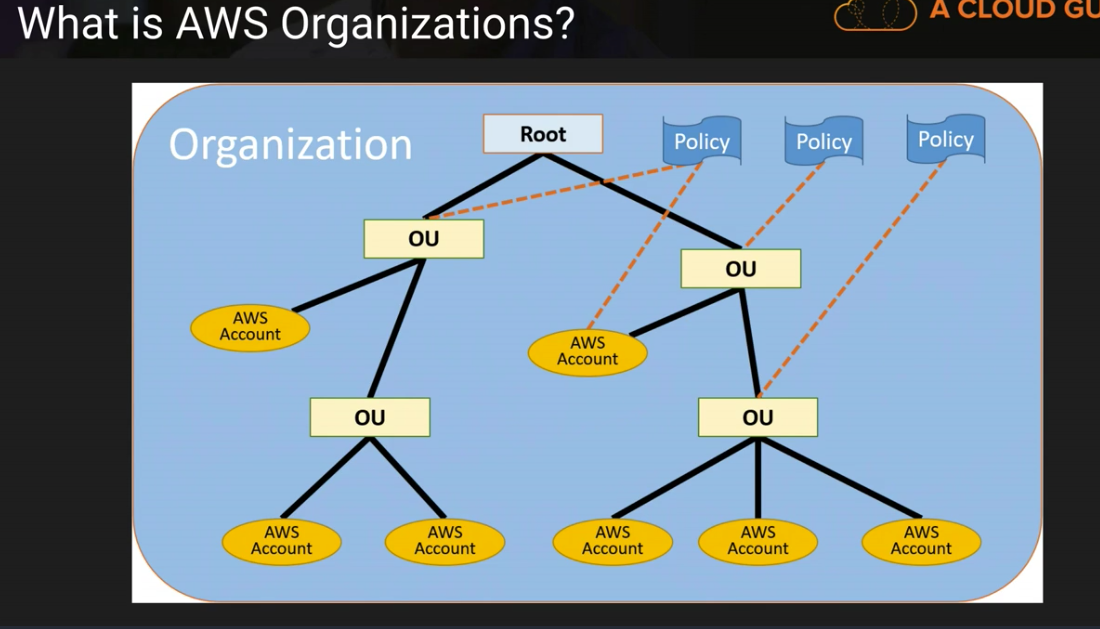 What is AWS Organizations?
A CLOUD GU
Organization
Root
Policy
Policy
Policy
OU
OU
AWS
Account
AWS
Account
OU
OU
AWS
Account
AWS
Account
AWS
Account
AWS
Account
AWS
Account